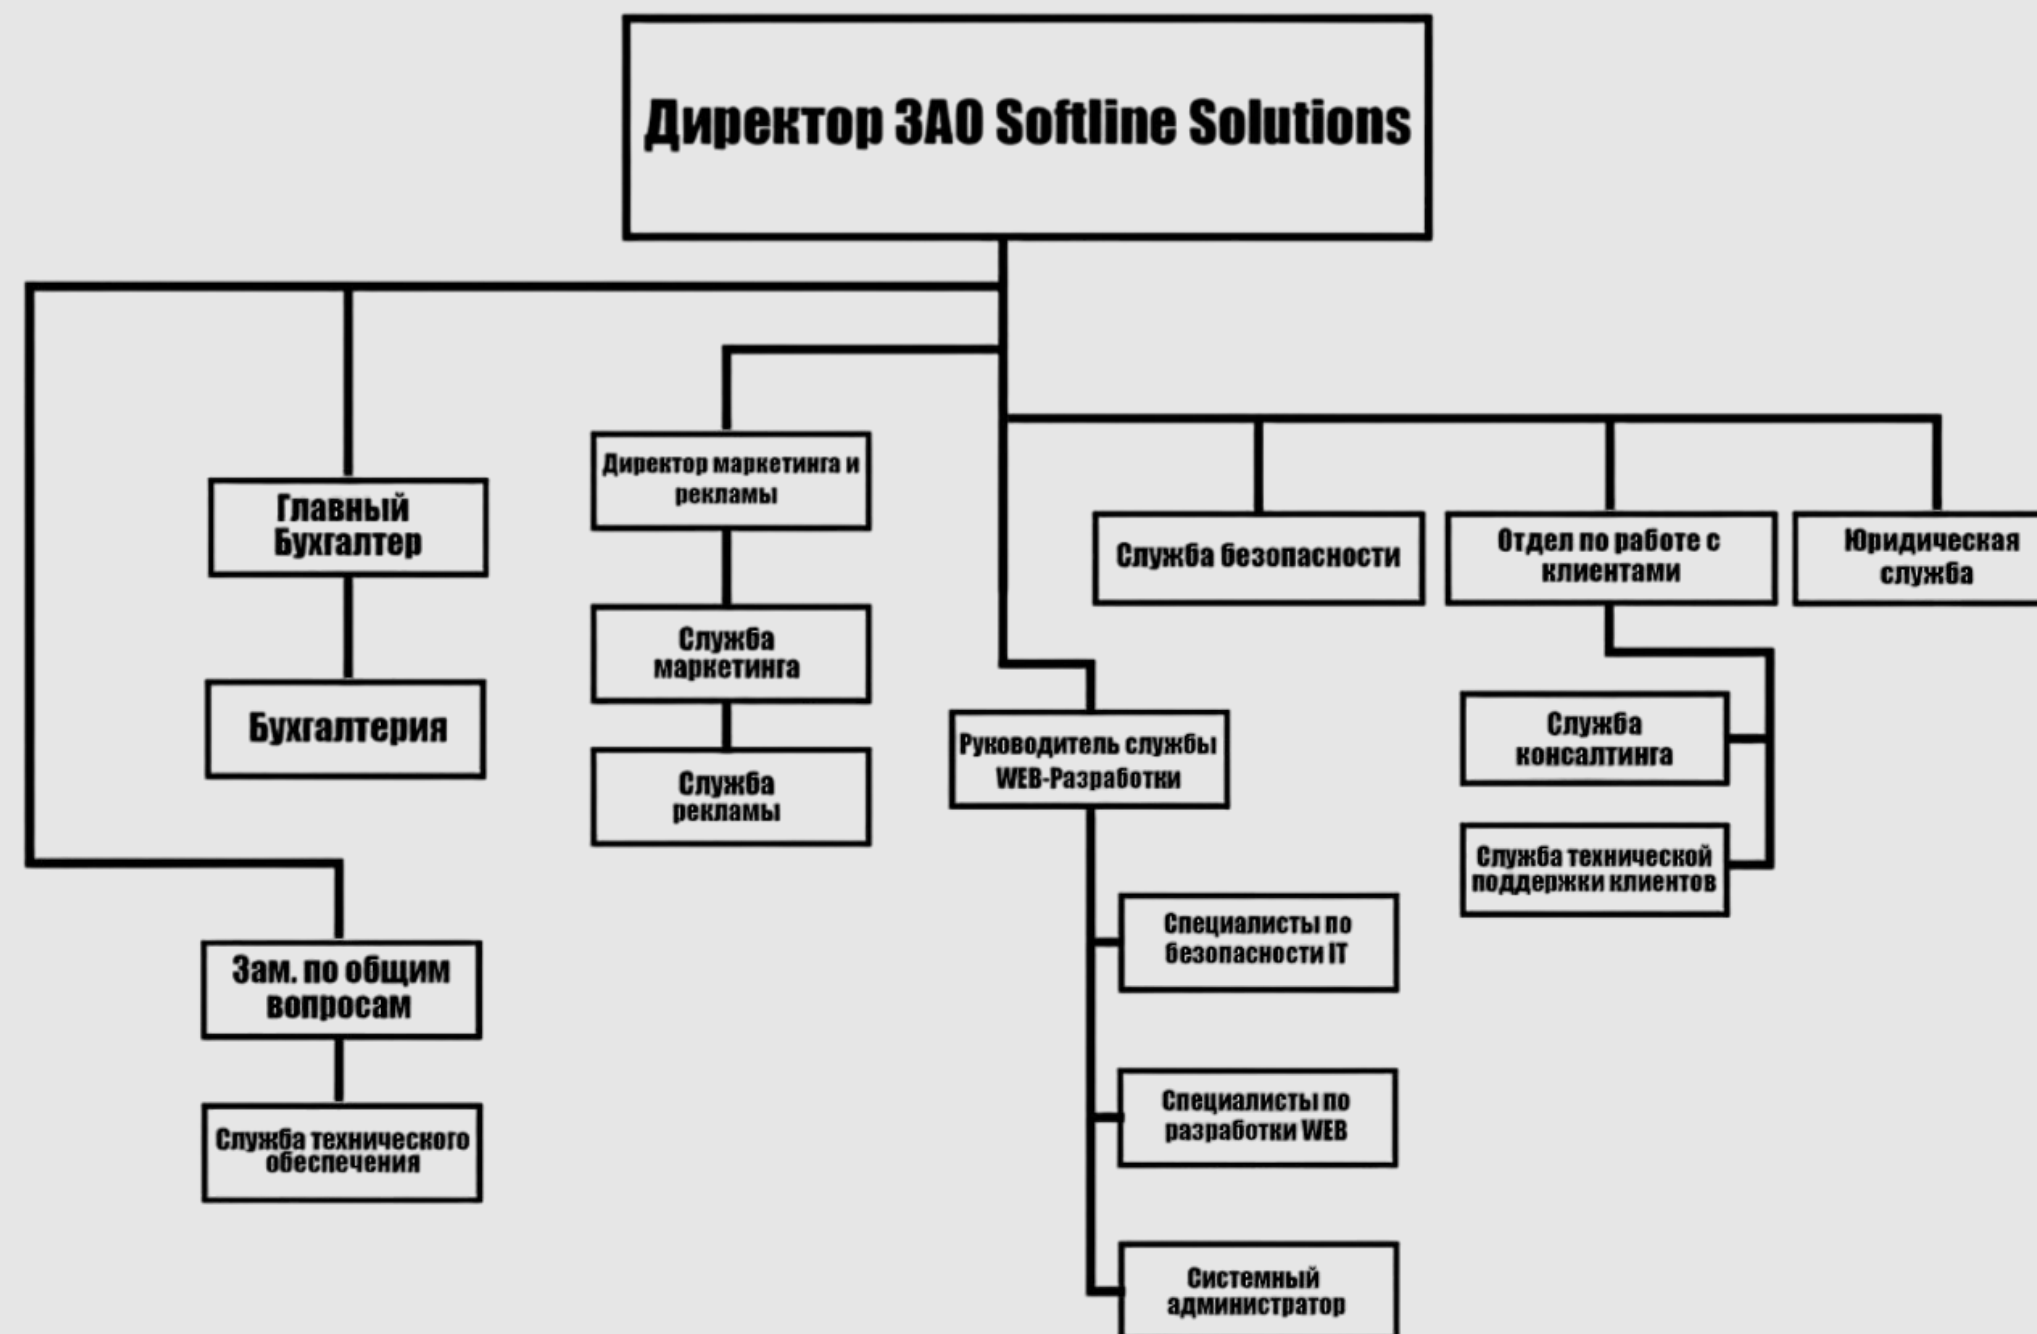 Директор ЗАО Softline Solutions
Главный
Бухгалтер
Бухгалтерия
Зам. по общим
вопросам
Служба технического
обеспечения
Директор маркетинга и
рекламы
Служба
маркетинга
Служба
рекламы
Руководитель службы
WEB-Разработки
Специалисты по
безопасности IT
Специалисты по
разработки WEB
Системный
администратор
Служба безопасности
Отдел по работе с
клиентами
Служба
консалтинга
Служба технической
поддержки клиентов
Юридическая
служба